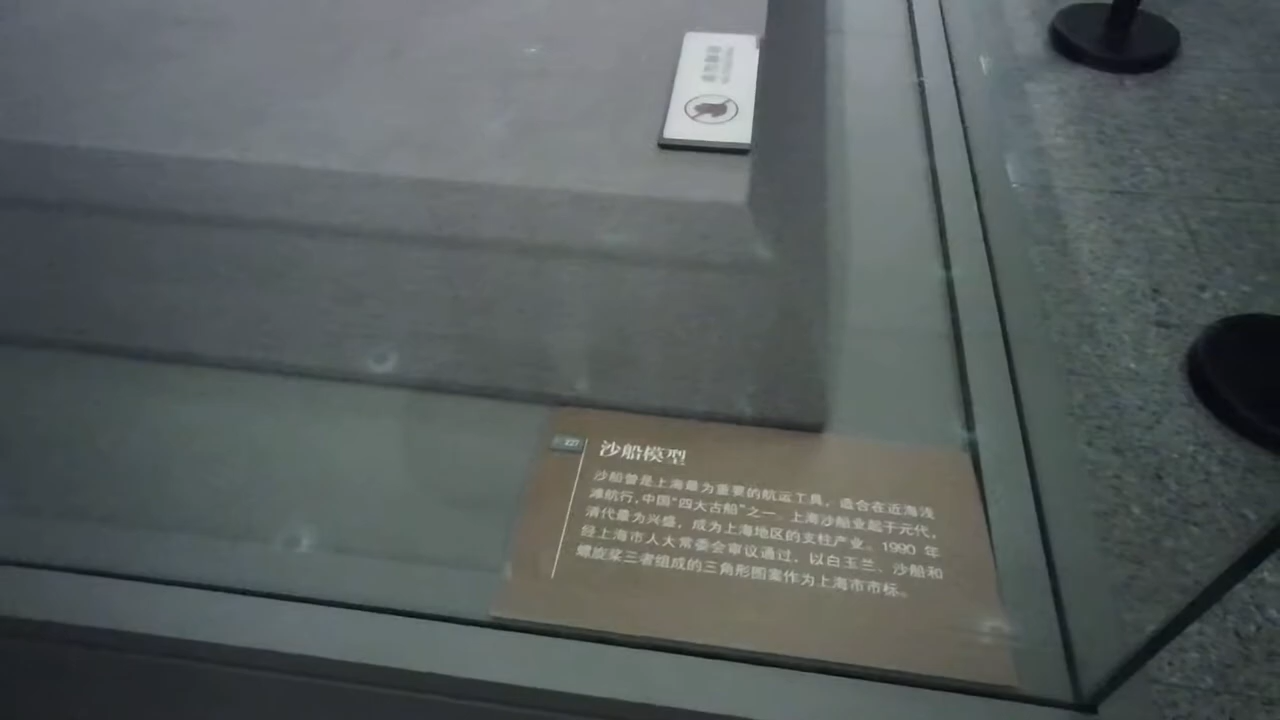 127
沙船模型
沙船曾是上海最为重要的航运工具，适合在近海浅
滩航行，中国“四大古船”之一。上海沙船业起于元代，
清代最为兴盛，成为上海地区的支柱产业。1990 年
经上海市人大常委会审议通过，以白玉兰、沙船和
螺旋桨三者组成的三角形图案作为上海市市标。